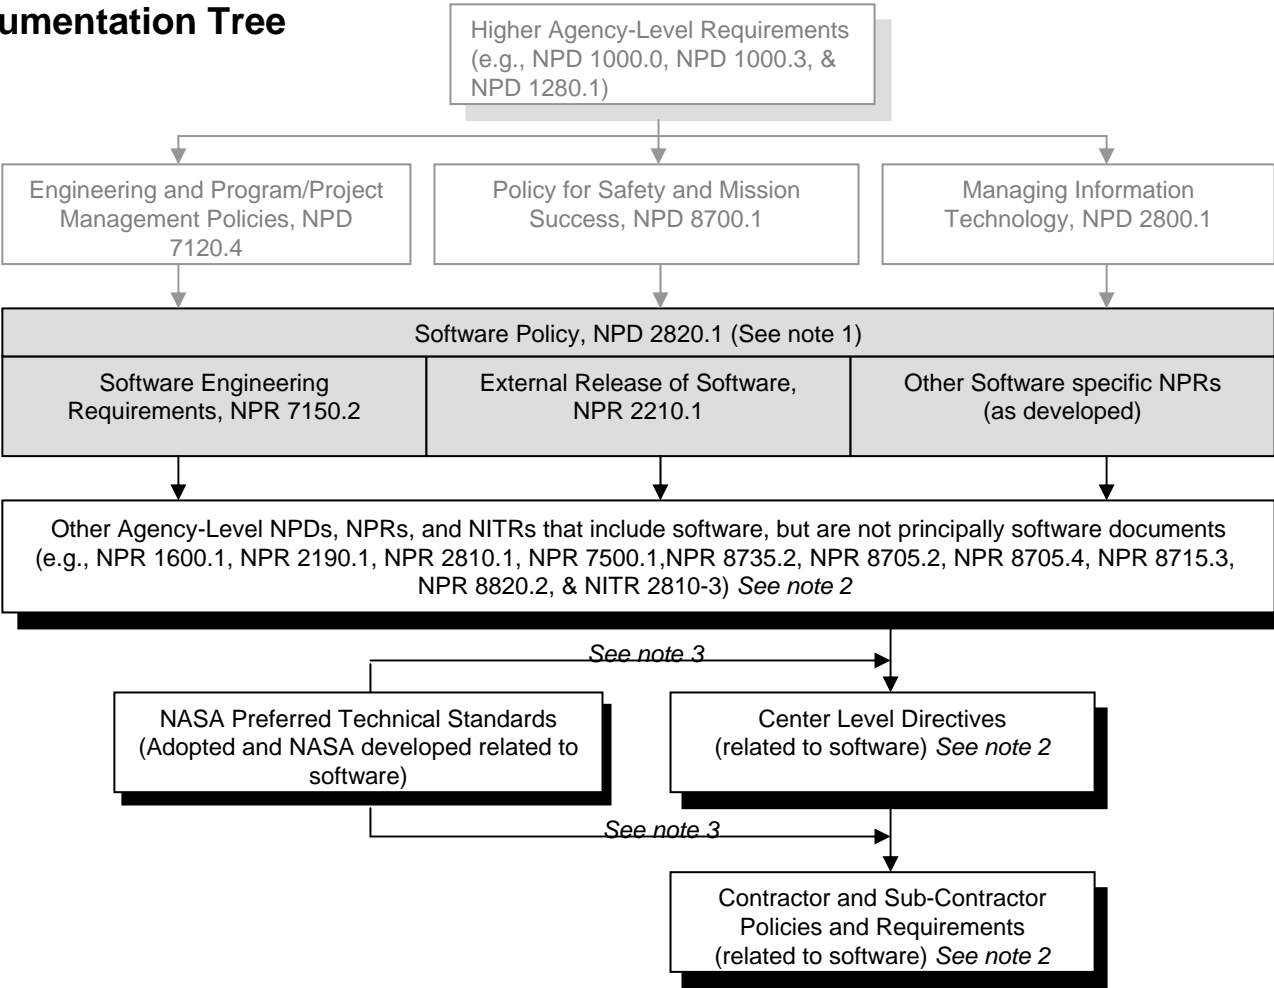 umentation Tree
Higher Agency-Level Requirements
(e.g., NPD 1000.0, NPD 1000.3, &
NPD 1280.1)
Engineering and Program/Project
Management Policies, NPD
7120.4
Policy for Safety and Mission
Success, NPD 8700.1
Managing Information
Technology, NPD 2800.1
Software Policy, NPD 2820.1 (See note 1)
Software Engineering
Requirements, NPR 7150.2
External Release of Software,
NPR 2210.1
Other Software specific NPRs
(as developed)
Other Agency-Level NPDs, NPRs, and NITRs that include software, but are not principally software documents
(e.g., NPR 1600.1, NPR 2190.1, NPR 2810.1, NPR 7500.1,NPR 8735.2, NPR 8705.2, NPR 8705.4, NPR 8715.3,
NPR 8820.2, & NITR 2810-3) See note 2
See note 3
NASA Preferred Technical Standards
(Adopted and NASA developed related to
software)
Center Level Directives
(related to software) See note 2
See note 3
Contractor and Sub-Contractor
Policies and Requirements
(related to software) See note 2